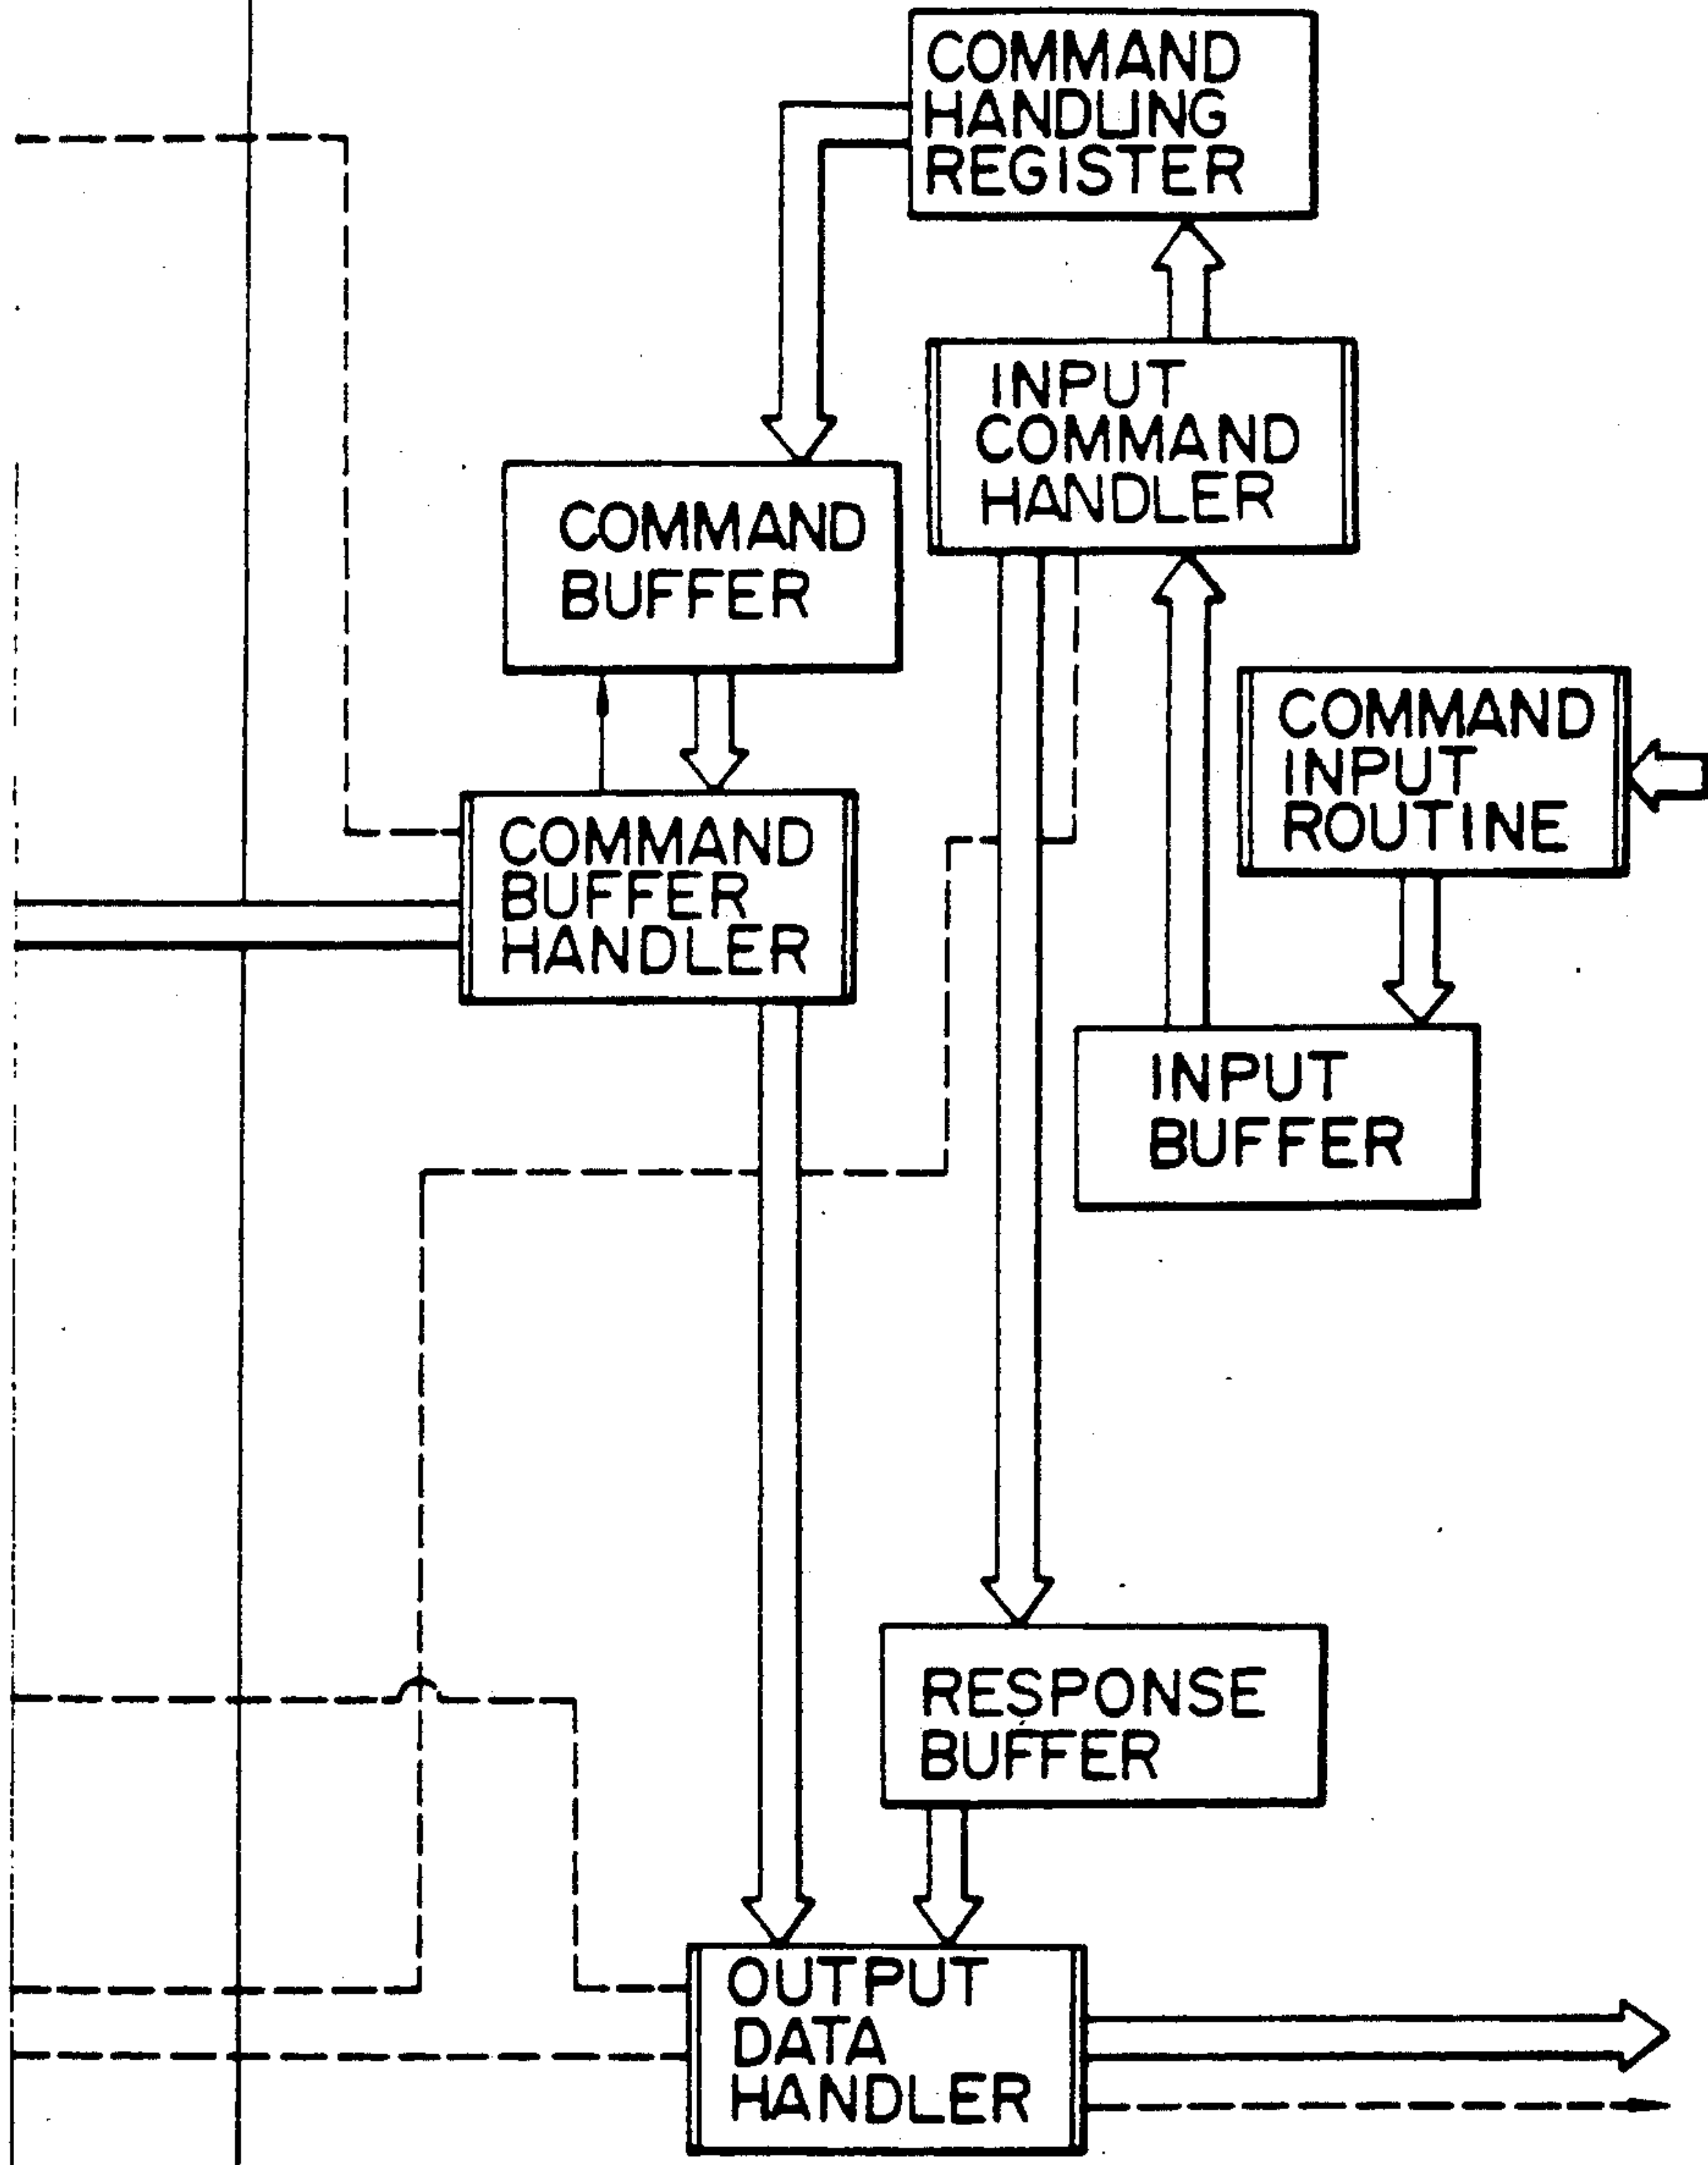 COMMAND
HANDLING
REGISTER
INPUT
COMMAND
HANDLER
COMMAND
BUFFER
COMMAND
INPUT
ROUTINE
COMMAND
BUFFER
HANDLER
INPUT
BUFFER
RESPONSE
BUFFER
OUTPUT
DATA
HANDLER